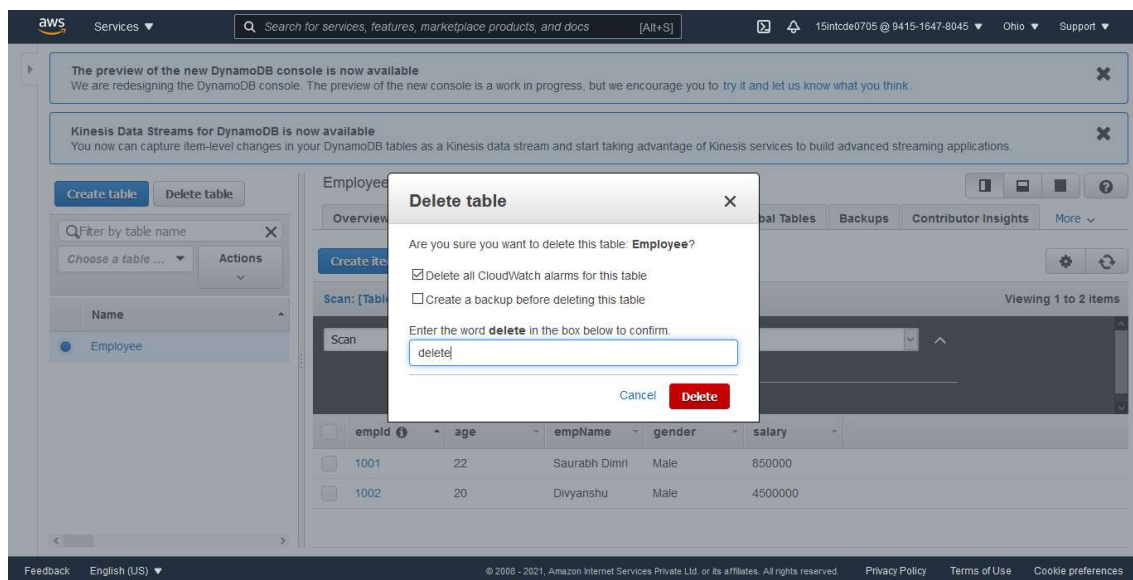 aws
Services
Search for services, features, marketplace products, and docs
[Alt+S]
15intcde0705 @ 9415-1647-8045
Ohio
Support
The preview of the new DynamoDB console is now available
We are redesigning the DynamoDB console. The preview of the new console is a work in progress, but we encourage you to try it and let us know what you think.
Kinesis Data Streams for DynamoDB is now available
You now can capture item-level changes in your DynamoDB tables as a Kinesis data stream and start taking advantage of Kinesis services to build advanced streaming applications.
Create table
Delete table
Filter by table name
Choose a table ...
Actions
Name
Employee
Employee
Overview
bal Tables
Backups
Contributor Insights
More
Create ite
Scan: [Tabl
Viewing 1 to 2 items
Scan
Delete table
Are you sure you want to delete this table: Employee?
Delete all CloudWatch alarms for this table
Create a backup before deleting this table
Enter the word delete in the box below to confirm.
delete
Cancel
Delete
empId age empName gender salary
1001 22 Saurabh Dimri Male 850000
1002 20 Divyanshu Male 4500000
Feedback
English (US)
© 2008 - 2021, Amazon Internet Services Private Ltd. or its affiliates. All rights reserved.
Privacy Policy
Terms of Use
Cookie preferences